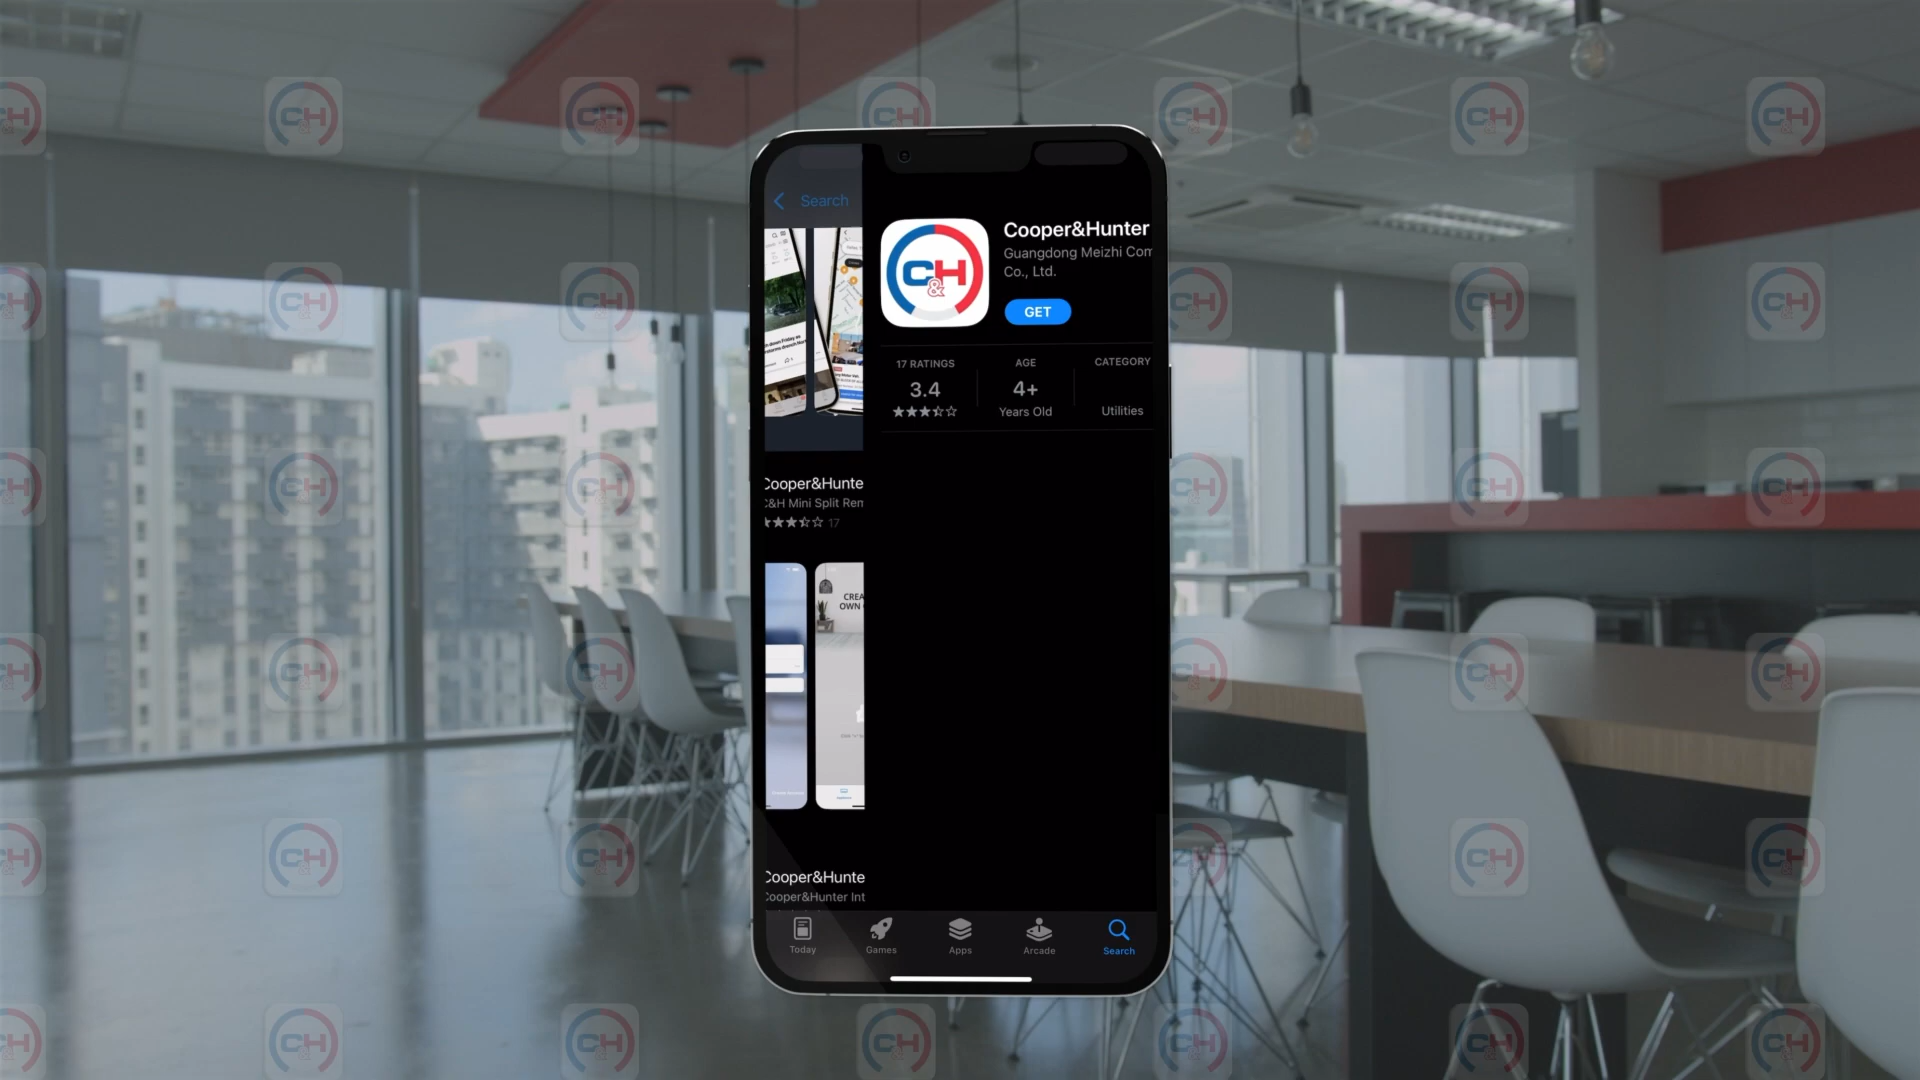 Search
Cooper&Hunter
Guangdong Meizhi Com
Co., Ltd.
GET
17 RATINGS
3.4
AGE
4+
Years Old
CATEGORY
Utilities
C&H
Cooper&Hunte
C&H Mini Split Rem
17
CREA
OWN
Cooper&Hunte
Cooper&Hunter Int
Today
Games
Apps
Arcade
Search